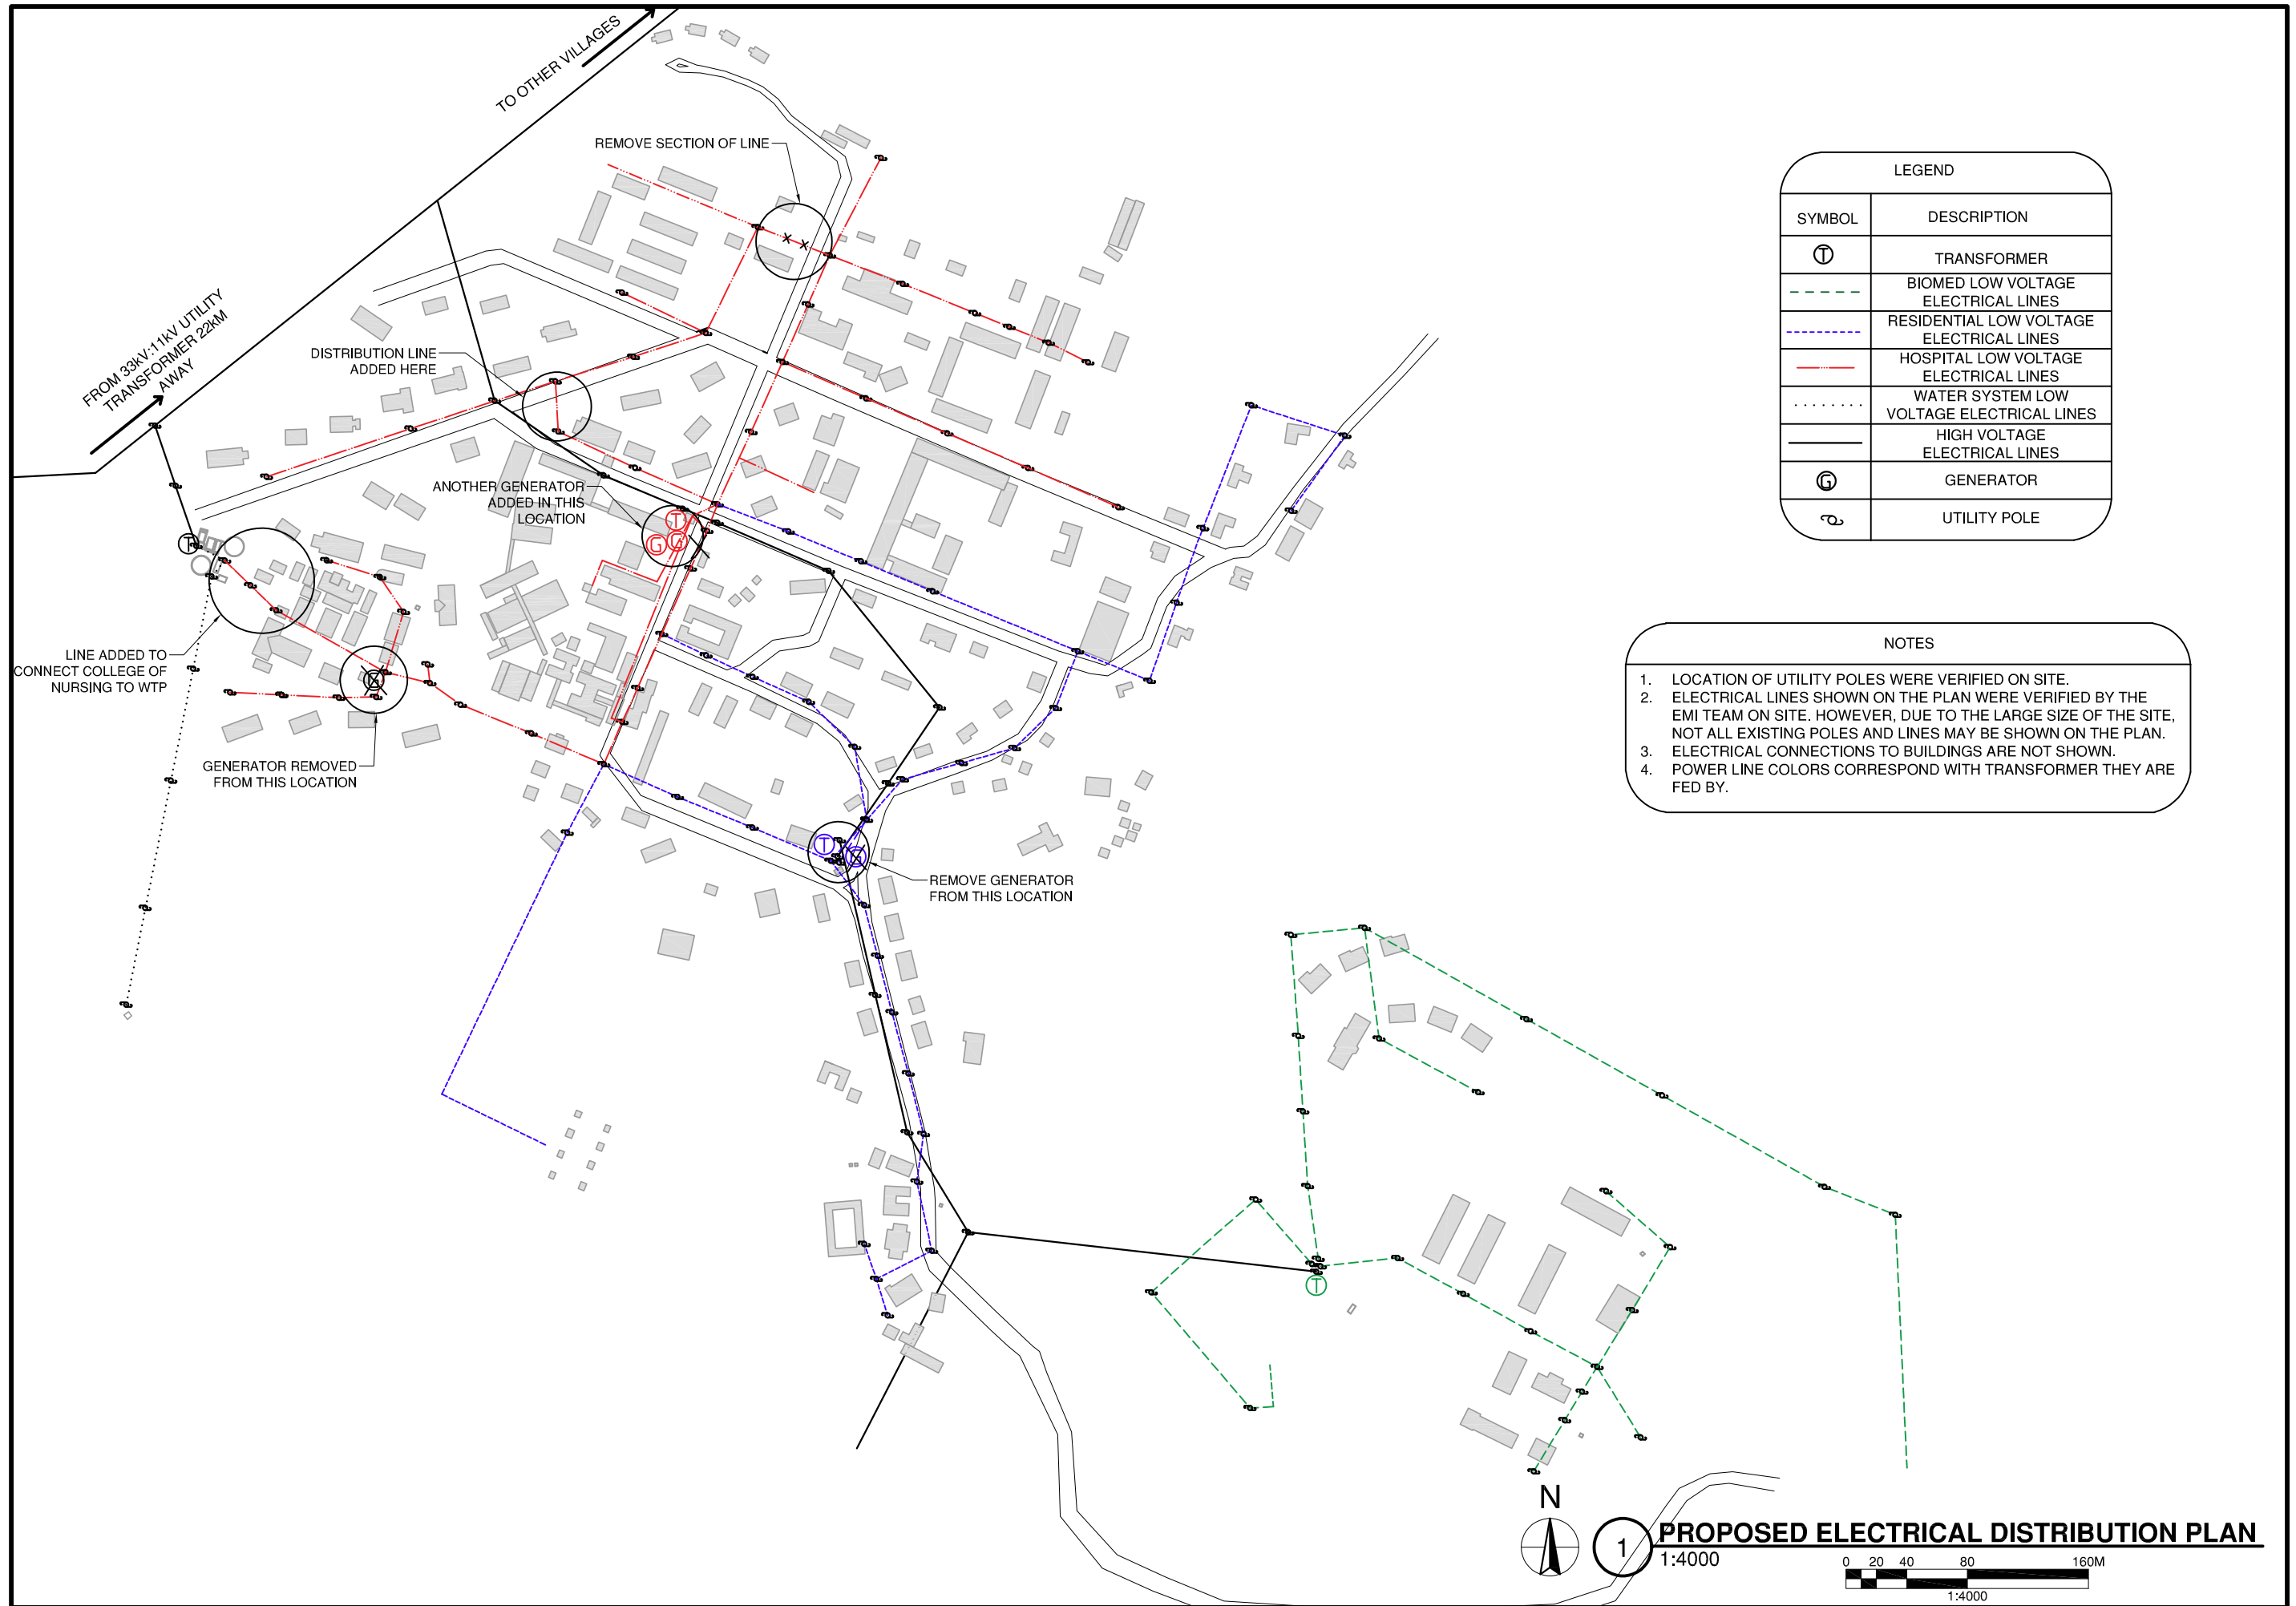 TO OTHER VILLAGES
REMOVE SECTION OF LINE
FROM 33kV:11kV UTILITY
TRANSFORMER 22kM
AWAY
DISTRIBUTION LINE
ADDED HERE
ANOTHER GENERATOR
ADDED IN THIS
LOCATION
T
G G
T
LINE ADDED TO
CONNECT COLLEGE OF
NURSING TO WTP
G
GENERATOR REMOVED
FROM THIS LOCATION
T
G
REMOVE GENERATOR
FROM THIS LOCATION
T
LEGEND
SYMBOL DESCRIPTION
T TRANSFORMER
BIOMED LOW VOLTAGE
ELECTRICAL LINES
RESIDENTIAL LOW VOLTAGE
ELECTRICAL LINES
HOSPITAL LOW VOLTAGE
ELECTRICAL LINES
WATER SYSTEM LOW
VOLTAGE ELECTRICAL LINES
HIGH VOLTAGE
ELECTRICAL LINES
G GENERATOR
UTILITY POLE
NOTES
1. LOCATION OF UTILITY POLES WERE VERIFIED ON SITE.
2. ELECTRICAL LINES SHOWN ON THE PLAN WERE VERIFIED BY THE
EMI TEAM ON SITE. HOWEVER, DUE TO THE LARGE SIZE OF THE SITE,
NOT ALL EXISTING POLES AND LINES MAY BE SHOWN ON THE PLAN.
3. ELECTRICAL CONNECTIONS TO BUILDINGS ARE NOT SHOWN.
4. POWER LINE COLORS CORRESPOND WITH TRANSFORMER THEY ARE
FED BY.
N
1 PROPOSED ELECTRICAL DISTRIBUTION PLAN
1:4000
0 20 40 80 160M
1:4000